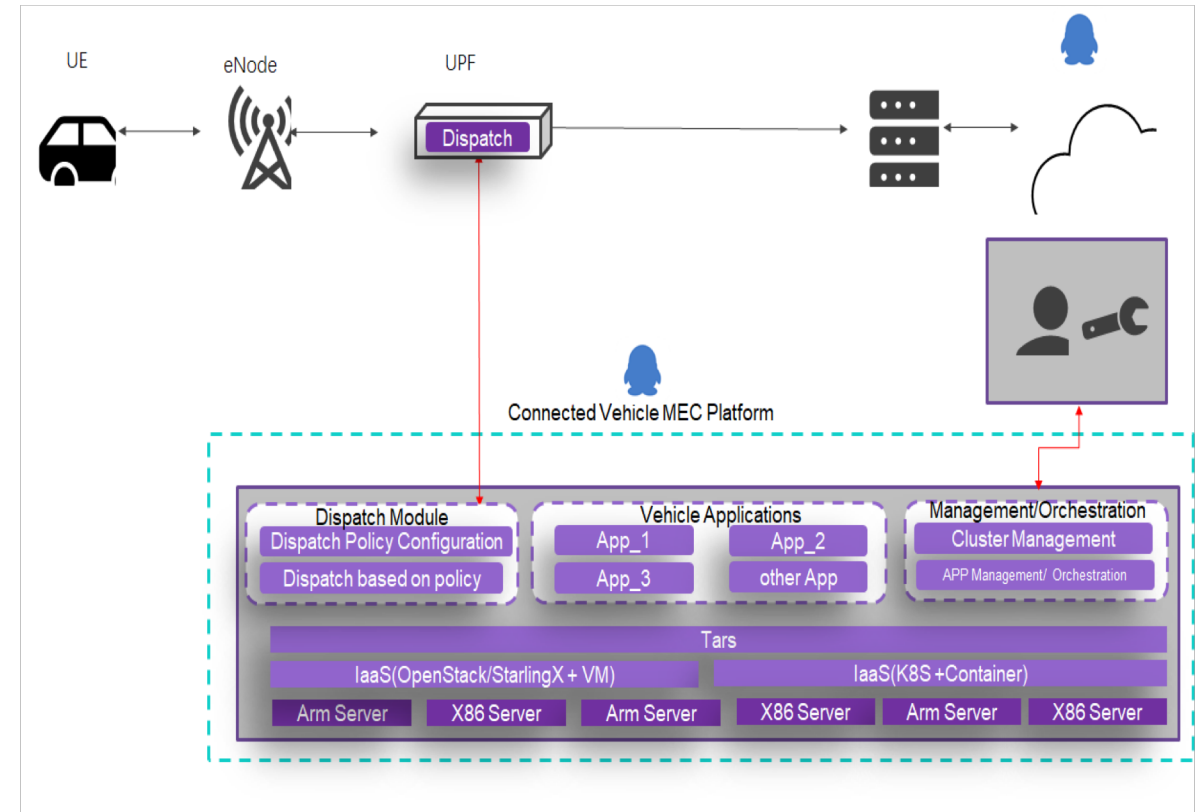 UE
eNode
UPF
Dispatch
Connected Vehicle MEC Platform
Dispatch Module
Dispatch Policy Configuration
Dispatch based on policy
Vehicle Applications
App_1
App_2
App_3
other App
Management/Orchestration
Cluster Management
APP Management/ Orchestration
Tars
IaaS(OpenStack/StarlingX + VM)
IaaS(K8S +Container)
Arm Server
X86 Server
Arm Server
X86 Server
Arm Server
X86 Server